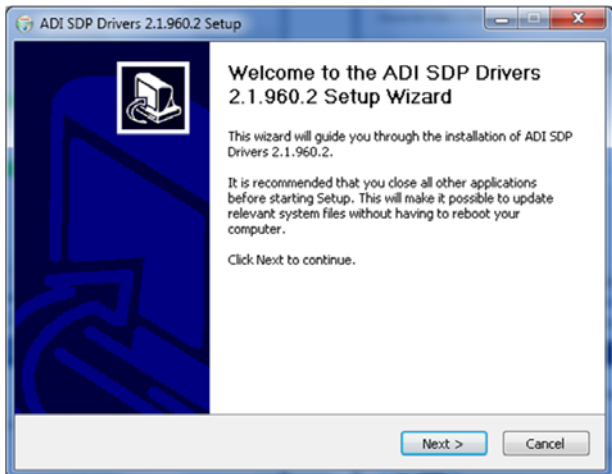 ADI SDP Drivers 2.1.960.2 Setup
Welcome to the ADI SDP Drivers
2.1.960.2 Setup Wizard
This wizard will guide you through the installation of ADI SDP
Drivers 2.1.960.2.
It is recommended that you close all other applications
before starting Setup. This will make it possible to update
relevant system files without having to reboot your
computer.
Click Next to continue.
Next >
Cancel